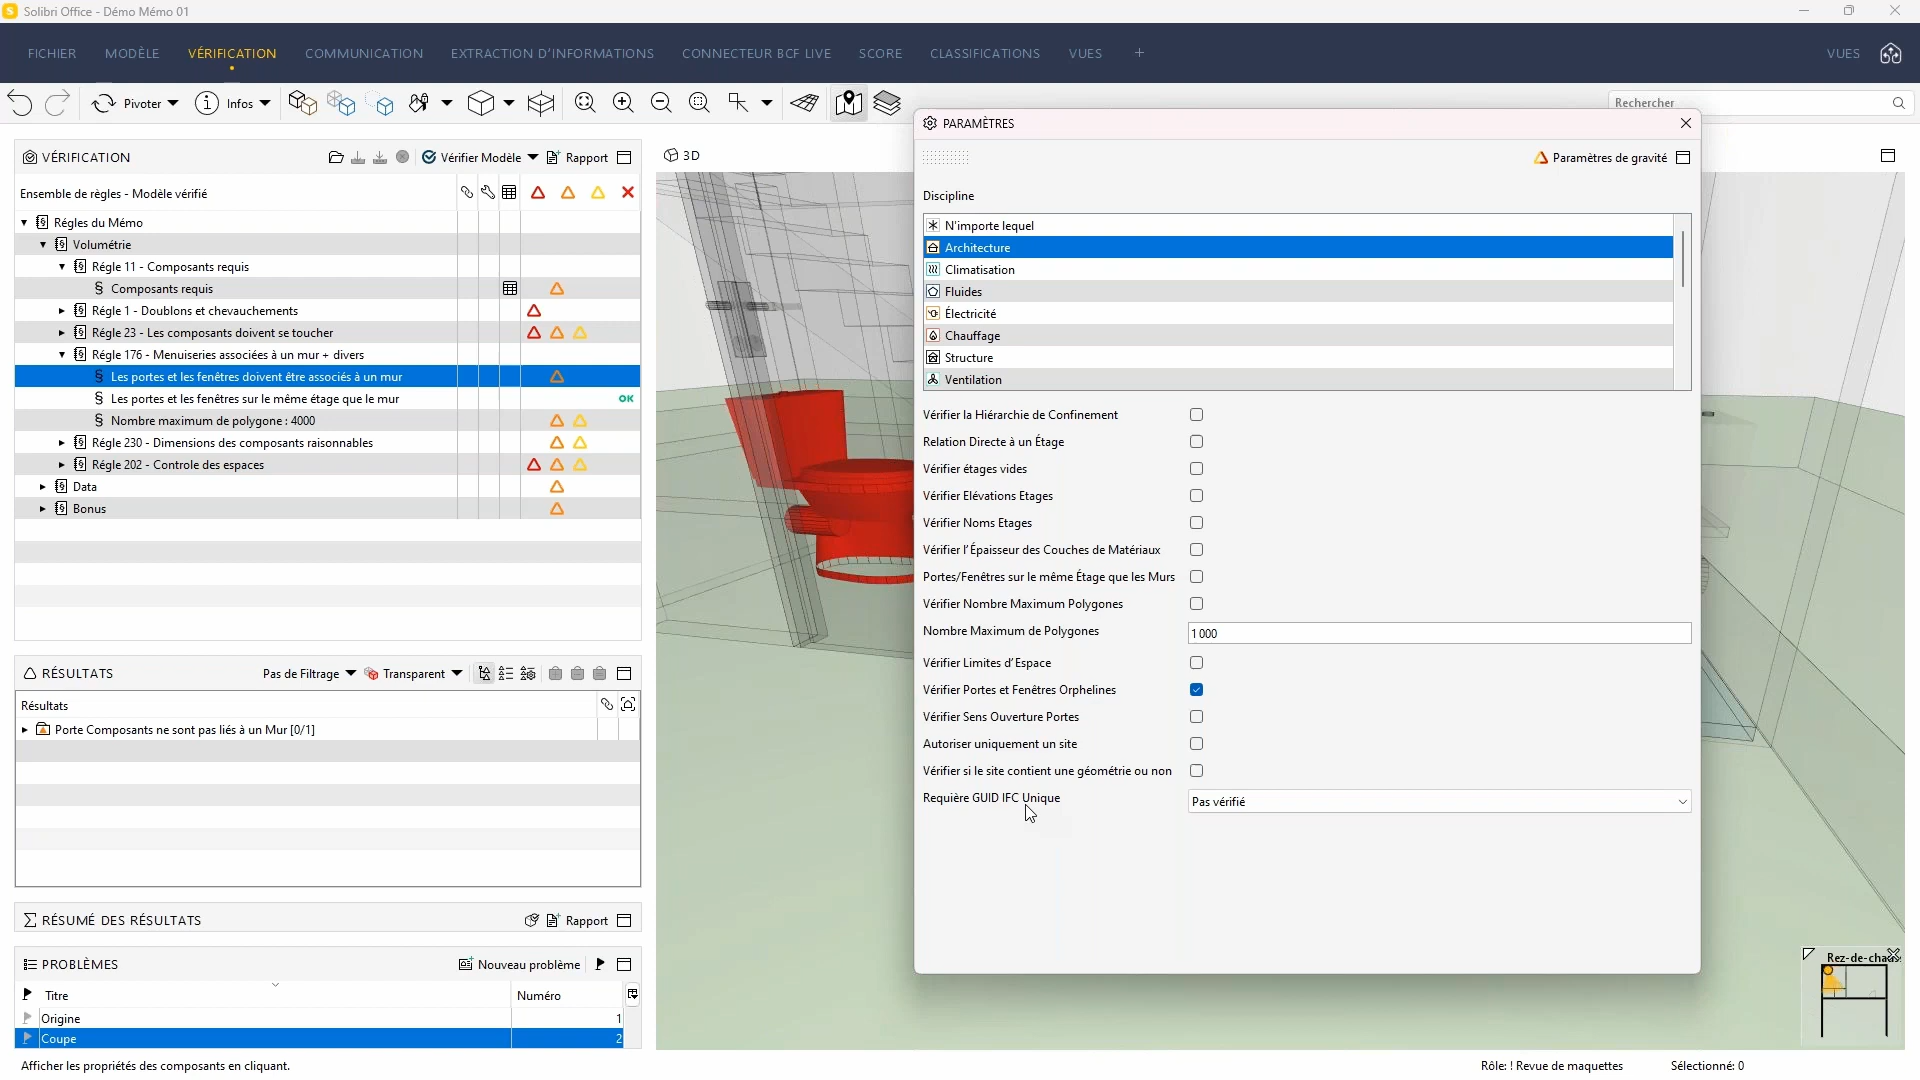 Solibri Office - Démo Mémo 01
FICHIER MODÈLE VÉRIFICATION COMMUNICATION EXTRACTION D'INFORMATIONS CONNECTEUR BCF LIVE SCORE CLASSIFICATIONS VUES + VUES
Pivoter Infos
Rechercher
VÉRIFICATION Vérifier Modèle Rapport
Ensemble de règles - Modèle vérifié
Régles du Mémo
Volumétrie
Régle 11 - Composants requis
§ Composants requis
Régle 1 - Doublons et chevauchements
Régle 23 - Les composants doivent se toucher
Régle 176 - Menuiseries associées à un mur + divers
§ Les portes et les fenêtres doivent être associés à un mur
§ Les portes et les fenêtres sur le même étage que le mur OK
§ Nombre maximum de polygone : 4000
Régle 230 - Dimensions des composants raisonnables
Régle 202 - Controle des espaces
Data
Bonus
RÉSULTATS Pas de Filtrage Transparent
Résultats
Porte Composants ne sont pas liés à un Mur [0/1]
RÉSUMÉ DES RÉSULTATS Rapport
PROBLÈMES Nouveau problème
Titre Numéro
Origine 1
Coupe 2
3D
PARAMÈTRES
Paramètres de gravité
Discipline
N'importe lequel
Architecture
Climatisation
Fluides
Électricité
Chauffage
Structure
Ventilation
Vérifier la Hiérarchie de Confinement
Relation Directe à un Étage
Vérifier étages vides
Vérifier Elévations Etages
Vérifier Noms Etages
Vérifier l'Épaisseur des Couches de Matériaux
Portes/Fenêtres sur le même Étage que les Murs
Vérifier Nombre Maximum Polygones
Nombre Maximum de Polygones 1 000
Vérifier Limites d'Espace
Vérifier Portes et Fenêtres Orphelines
Vérifier Sens Ouverture Portes
Autoriser uniquement un site
Vérifier si le site contient une géométrie ou non
Requière GUID IFC Unique Pas vérifié
Afficher les propriétés des composants en cliquant. Rôle: ! Revue de maquettes Sélectionné: 0